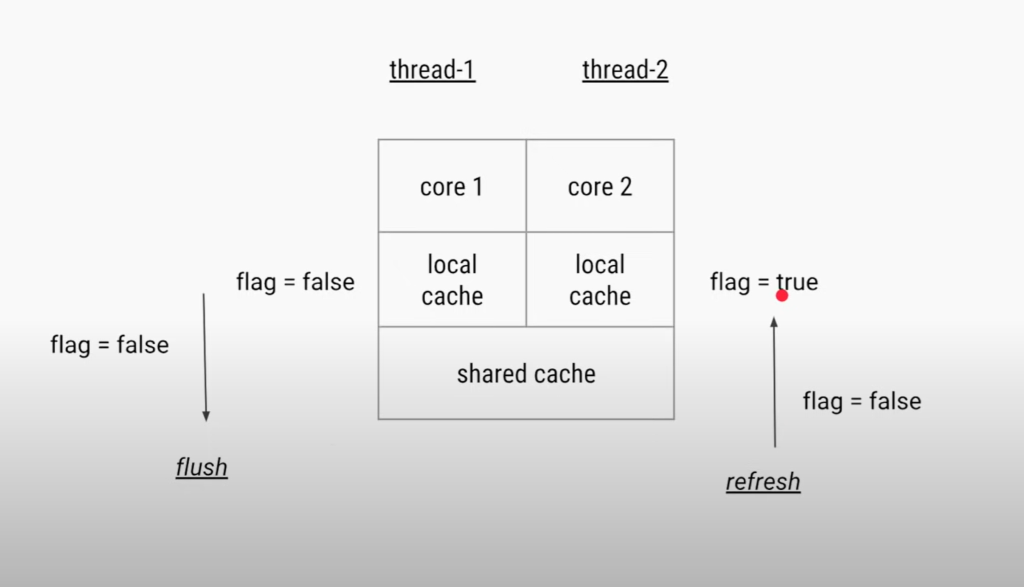 thread-1
thread-2
core 1
core 2
local
cache
local
cache
shared cache
flag = false
flag = false
flush
flag = true
flag = false
refresh